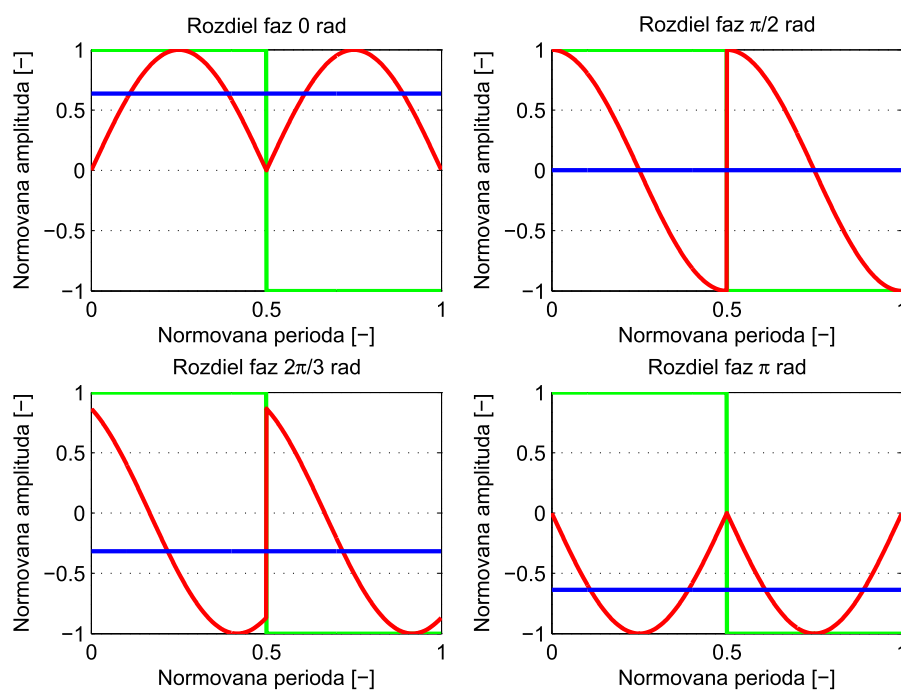 Rozdiel faz 0 rad
Normovana amplituda [−]
1
0.5
0
−0.5
−1
0
0.5
1
Normovana perioda [−]
Rozdiel faz π/2 rad
Normovana amplituda [−]
1
0.5
0
−0.5
−1
0
0.5
1
Normovana perioda [−]
Rozdiel faz 2π/3 rad
Normovana amplituda [−]
1
0.5
0
−0.5
−1
0
0.5
1
Normovana perioda [−]
Rozdiel faz π rad
Normovana amplituda [−]
1
0.5
0
−0.5
−1
0
0.5
1
Normovana perioda [−]